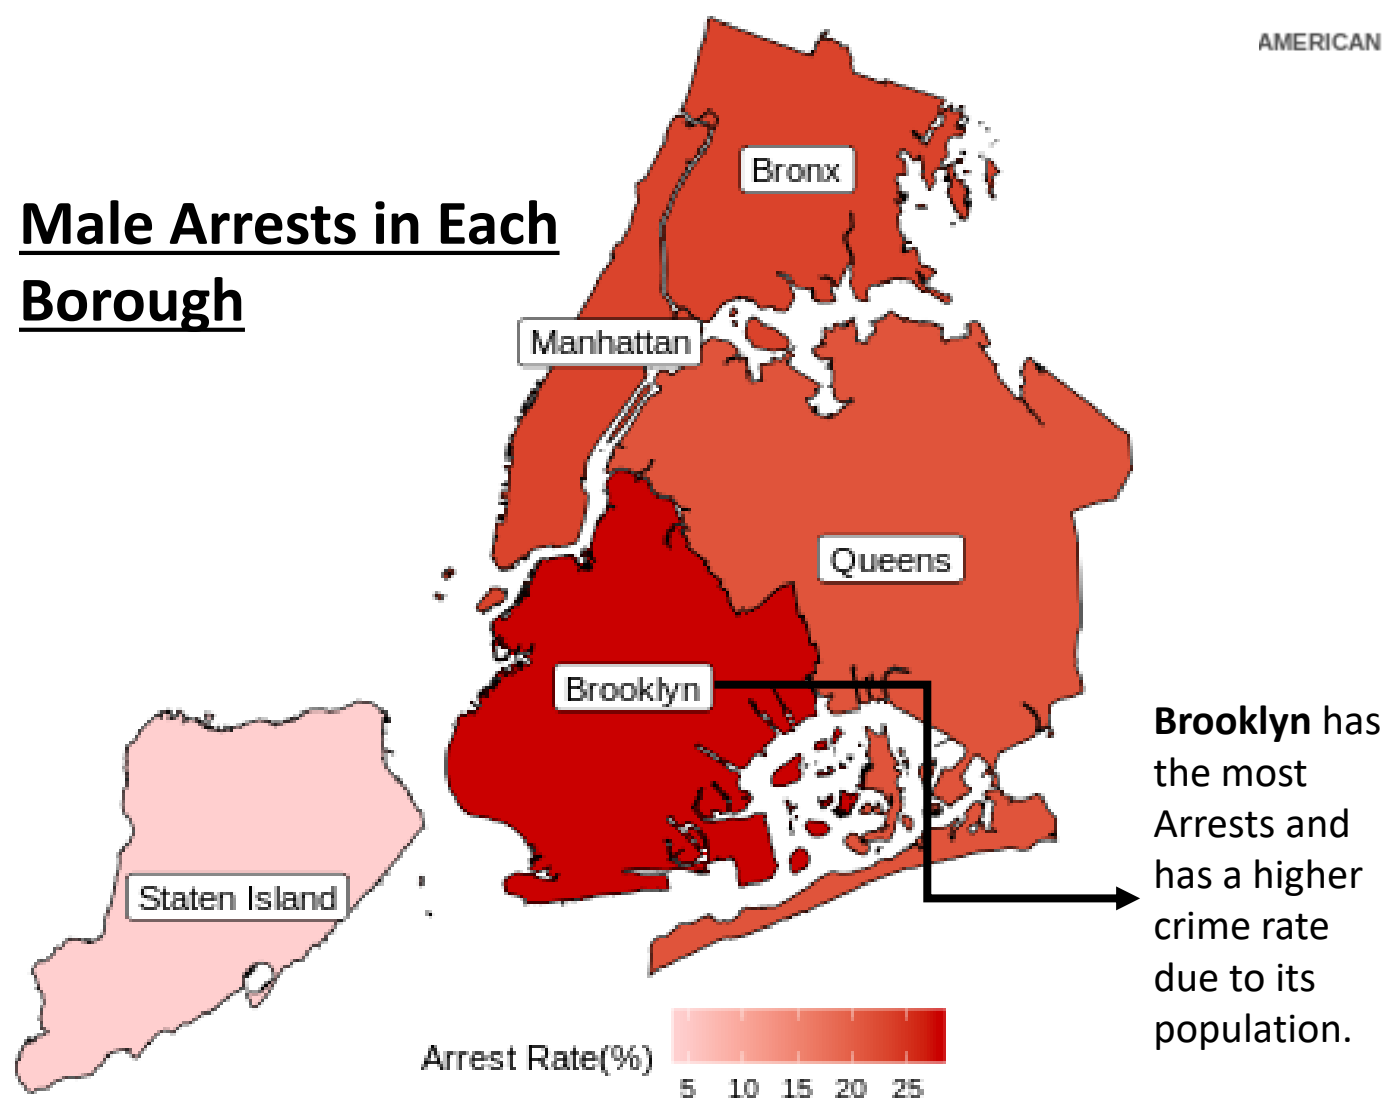 AMERICAN
Male Arrests in Each
Borough
Bronx
Manhattan
Queens
Brooklyn
Staten Island
Brooklyn has
the most
Arrests and
has a higher
crime rate
due to its
population.
Arrest Rate(%)
5 10 15 20 25